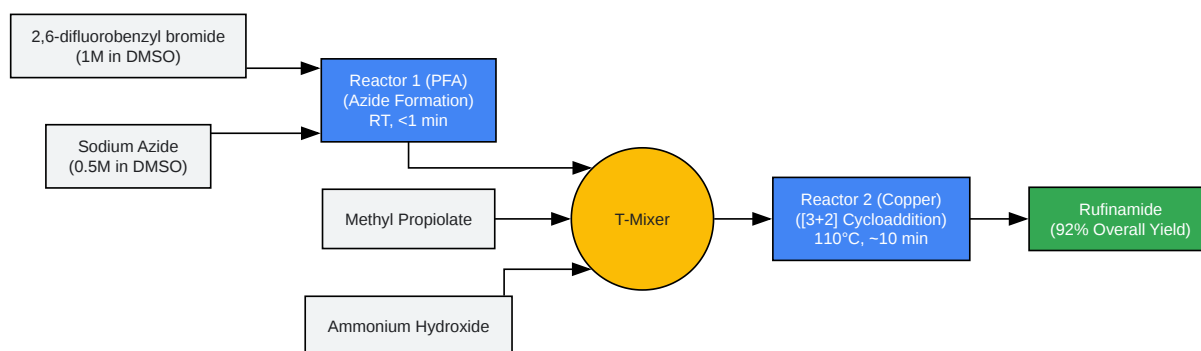 2,6-difluorobenzyl bromide
(1M in DMSO)
Sodium Azide
(0.5M in DMSO)
Reactor 1 (PFA)
(Azide Formation)
RT, <1 min
Methyl Propiolate
Ammonium Hydroxide
T-Mixer
Reactor 2 (Copper)
([3+2] Cycloaddition)
110°C, ~10 min
Rufinamide
(92% Overall Yield)